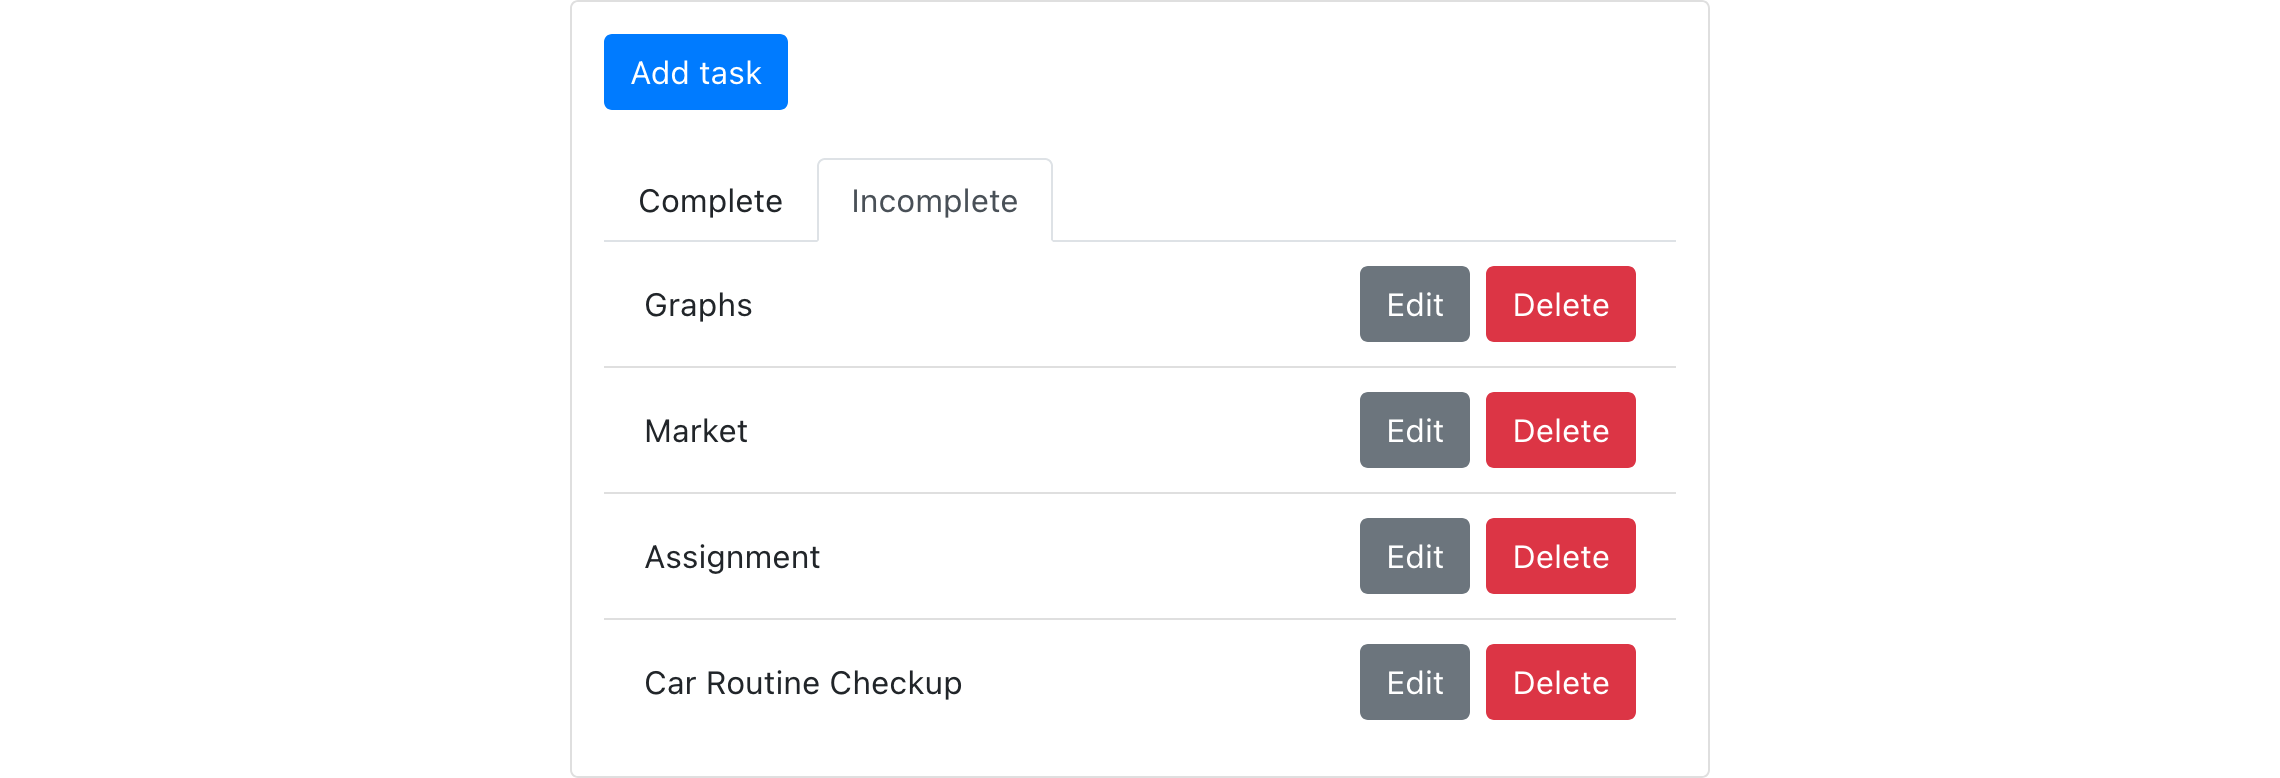 Add task
Complete Incomplete
Graphs Edit Delete
Market Edit Delete
Assignment Edit Delete
Car Routine Checkup Edit Delete